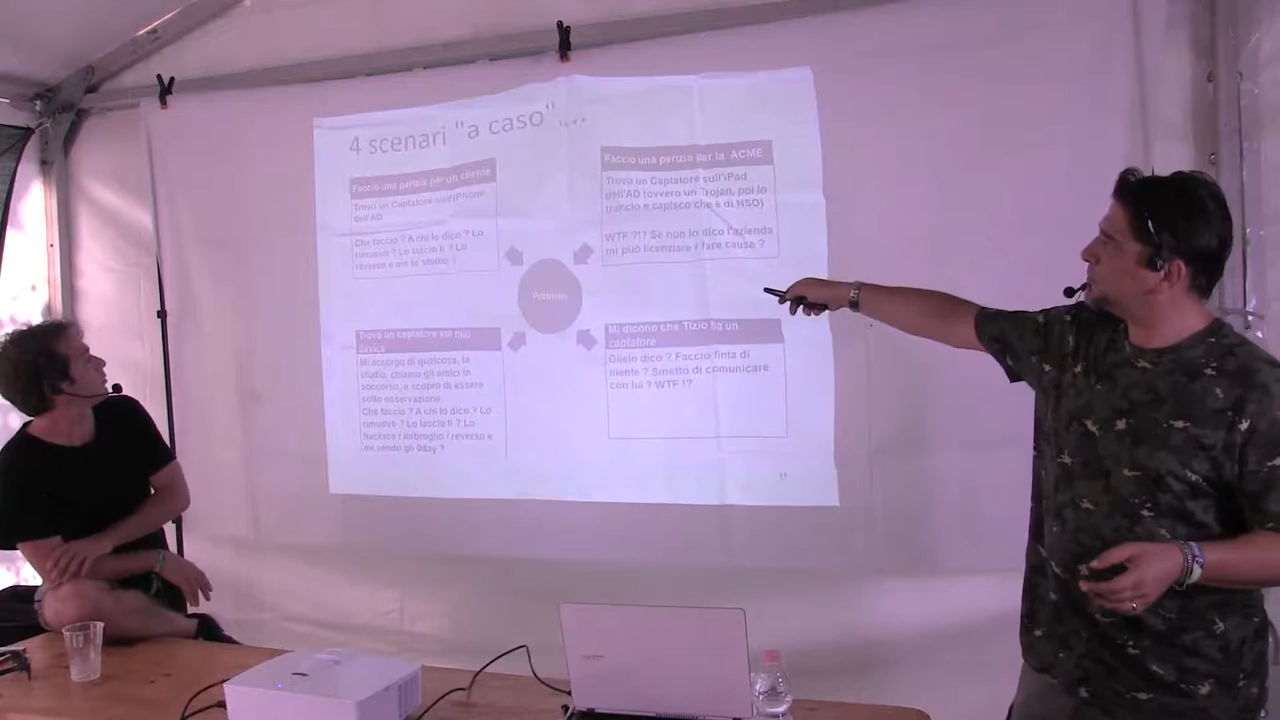 4 scenari "a caso"...
Faccio una perizia per un cliente
Trovo un Captatore sull'iPhone
dell'AD
Che faccio ? A chi lo dico ? Lo
rimuovo ? Lo lascio lì ? Lo
reverso e me lo studio ?
Faccio una perizia per la ACME
Trovo un Captatore sull'iPad
dell'AD (ovvero un Trojan, poi lo
traccio e capisco che è di NSO)
WTF ?!? Se non lo dico l'azienda
mi può licenziare / fare causa ?
Problemi
Trovo un captatore sul mio
device
Mi accorgo di qualcosa, la
studio, chiamo gli amici in
soccorso, e scopro di essere
sotto osservazione.
Che faccio ? A chi lo dico ? Lo
rimuovo ? Lo lascio lì ? Lo
hackero / imbroglio / reverso e
mi vendo gli 0day ?
Mi dicono che Tizio ha un
captatore
Glielo dico ? Faccio finta di
niente ? Smetto di comunicare
con lui ? WTF !?